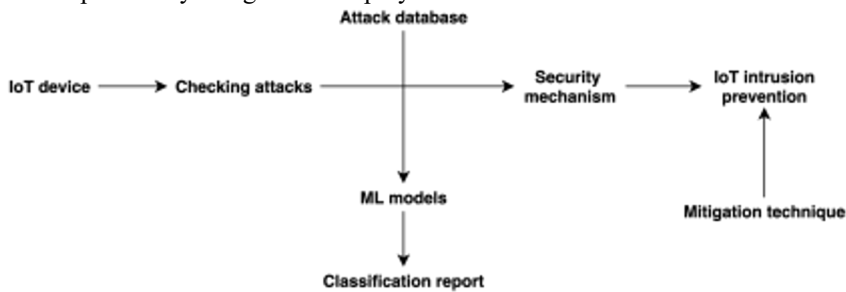 Attack database
IoT device
Checking attacks
Security
mechanism
IoT intrusion
prevention
ML models
Mitigation technique
Classification report